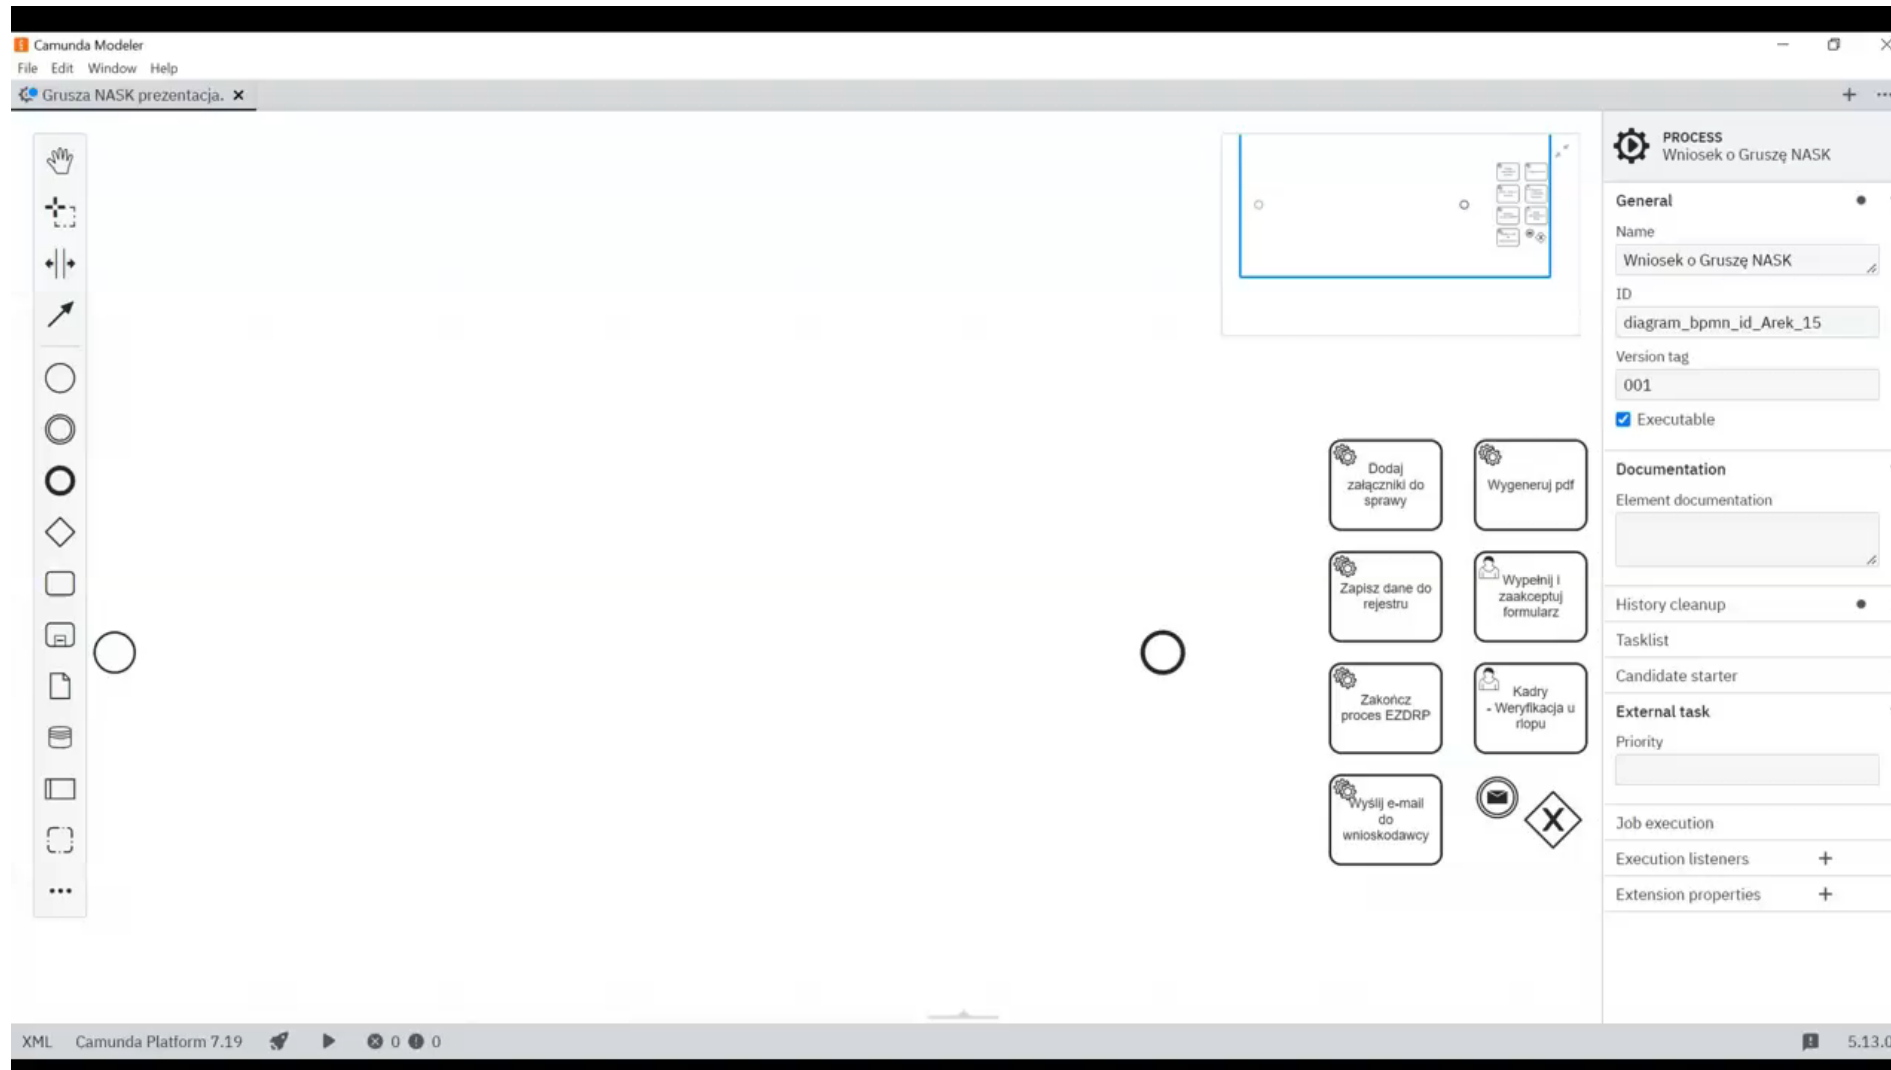 Camunda Modeler
File Edit Window Help
Grusza NASK prezentacja.
PROCESS
Wniosek o Gruszę NASK
General
Name
Wniosek o Gruszę NASK
ID
diagram_bpmn_id_Arek_15
Version tag
001
Executable
Documentation
Element documentation
History cleanup
Tasklist
Candidate starter
External task
Priority
Job execution
Execution listeners
Extension properties
Dodaj
załączniki do
sprawy
Wygeneruj pdf
Zapisz dane do
rejestru
Wypełnij i
zaakceptuj
formularz
Zakończ
proces EZDRP
Kadry
- Weryfikacja u
rlopu
Wyślij e-mail
do
wnioskodawcy
XML Camunda Platform 7.19 0 0
5.13.0